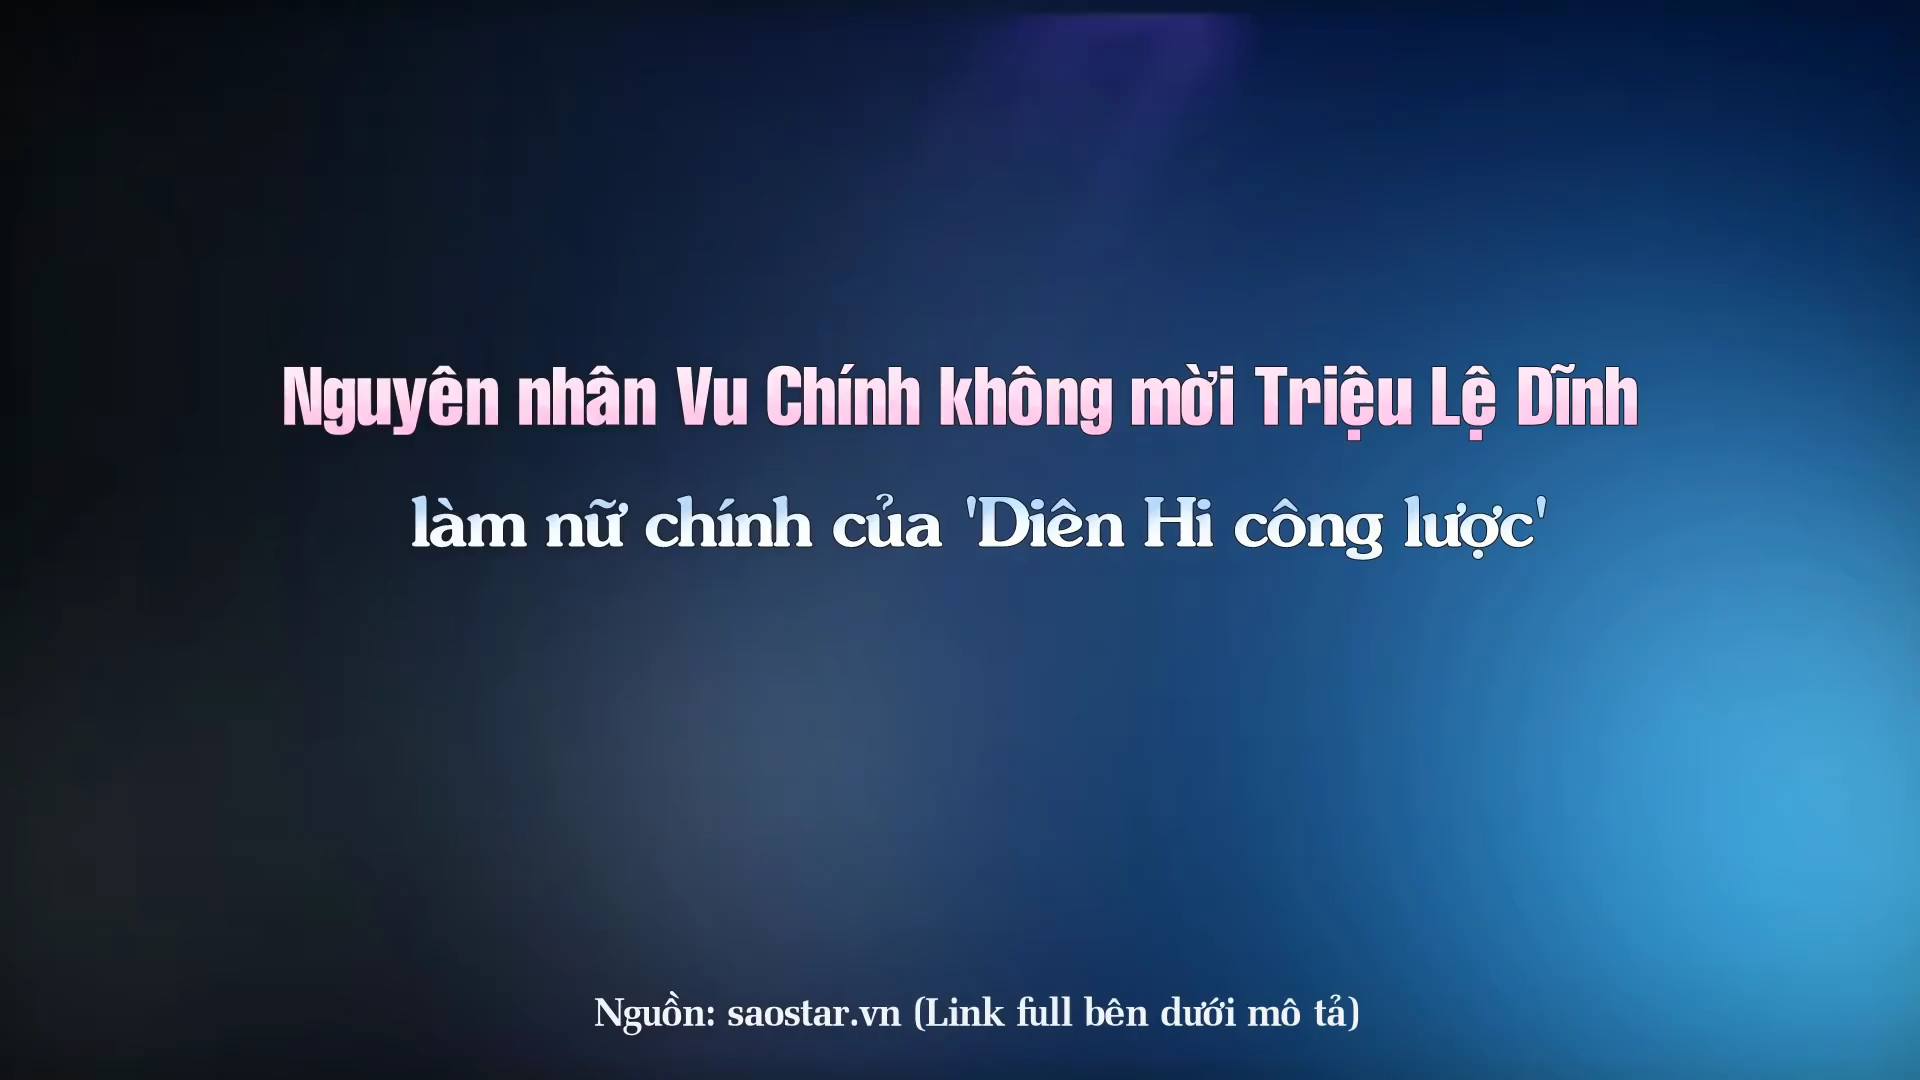 Nguyên nhân Vu Chính không mời Triệu Lệ Dĩnh
làm nữ chính của 'Diên Hi công lược'
Nguồn: saostar.vn (Link full bên dưới mô tả)